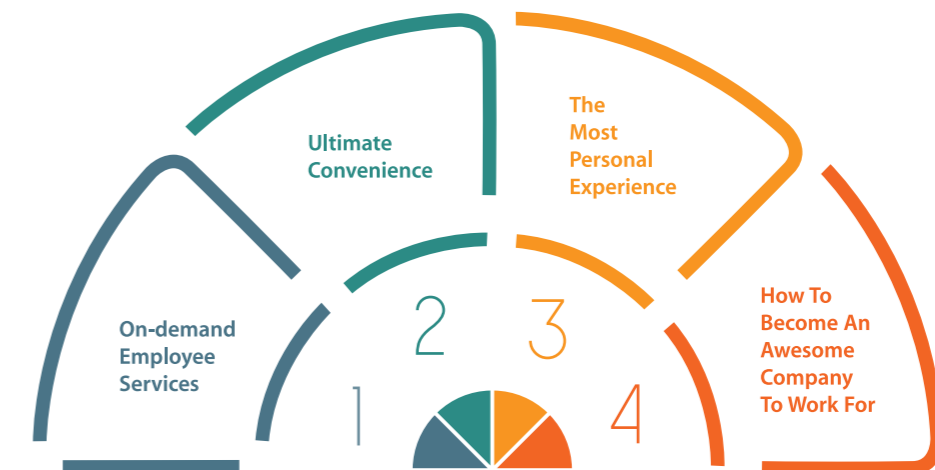 Ultimate
Convenience
The
Most
Personal
Experience
On-demand
Employee
Services
How To
Become An
Awesome
Company
To Work For
1
2
3
4